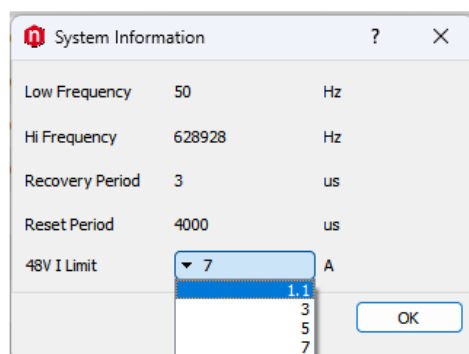 n System Information ? ×
Low Frequency 50 Hz
Hi Frequency 628928 Hz
Recovery Period 3 us
Reset Period 4000 us
48V I Limit 7 A
1,1
3
OK
5
7